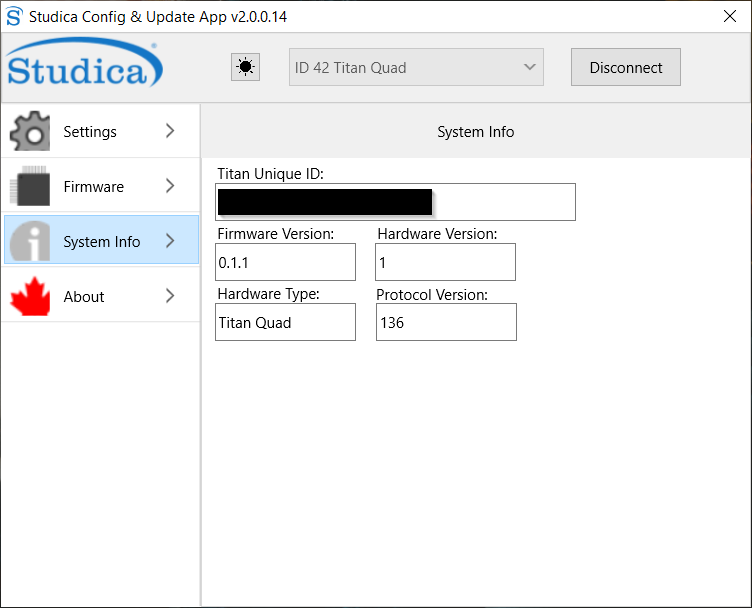 Studica Config & Update App v2.0.0.14
Studica
ID 42 Titan Quad
Disconnect
Settings
Firmware
System Info
About
System Info
Titan Unique ID:
Firmware Version: Hardware Version:
0.1.1 1
Hardware Type: Protocol Version:
Titan Quad 136